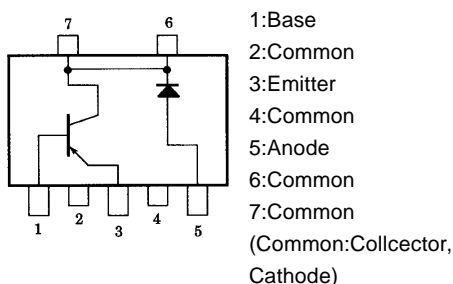 7 6
1 2 3 4 5
1:Base
2:Common
3:Emitter
4:Common
5:Anode
6:Common
7:Common
(Common:Collcector,
Cathode)